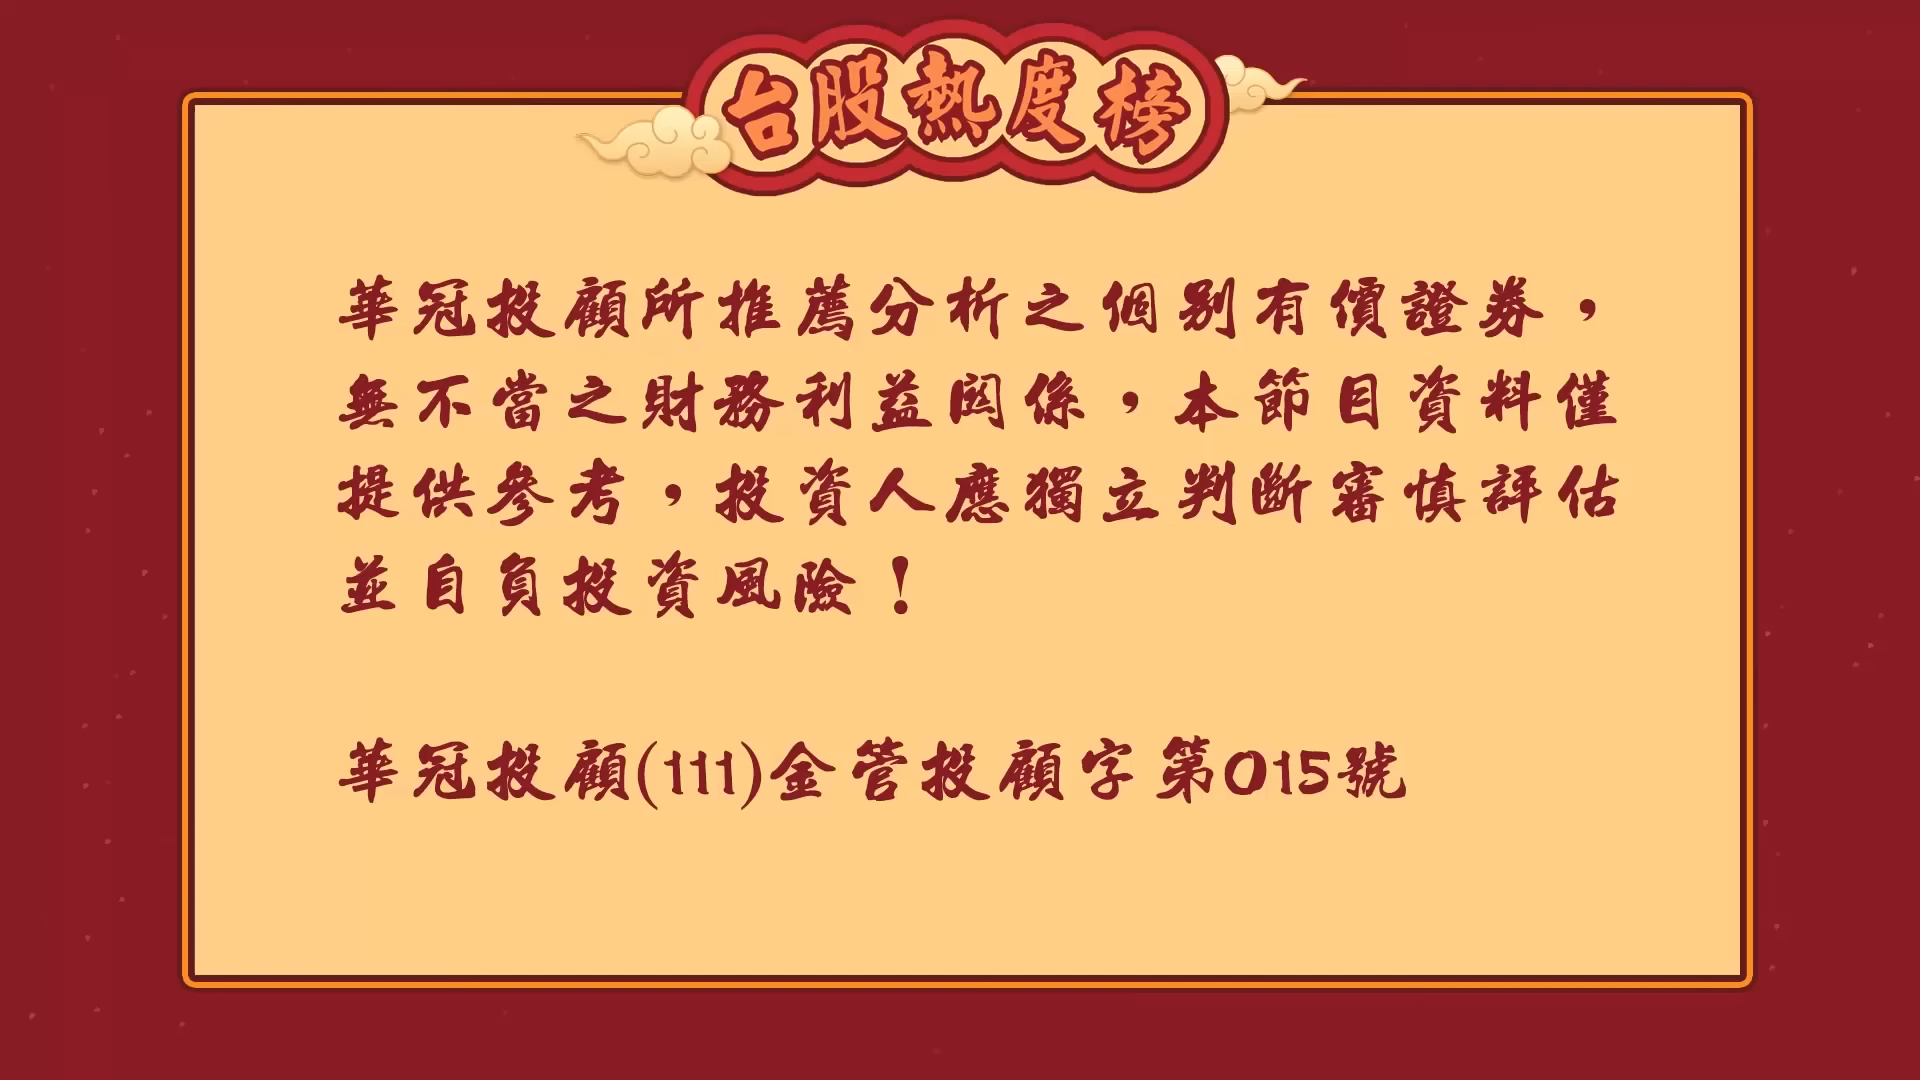 台股熱度榜
華冠投顧所推薦分析之個別有價證券，
無不當之財務利益関係，本節目資料僅
提供參考，投資人應獨立判斷審慎評估
並自負投資風險！
華冠投顧(111)金管投顧字第015號